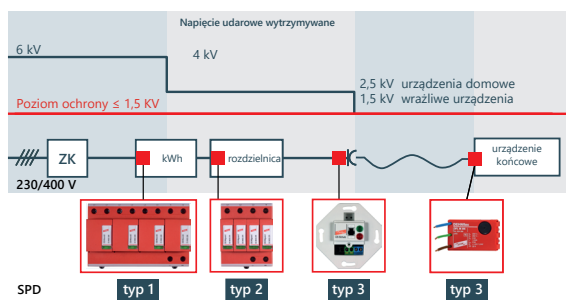 Napięcie udarowe wytrzymywane
6 kV
4 kV
2,5 kV urządzenia domowe
1,5 kV wrażliwe urządzenia
Poziom ochrony ≤ 1,5 KV
ZK
kWh
rozdzielnica
urządzenie
końcowe
230/400 V
SPD
typ 1
typ 2
typ 3
typ 3